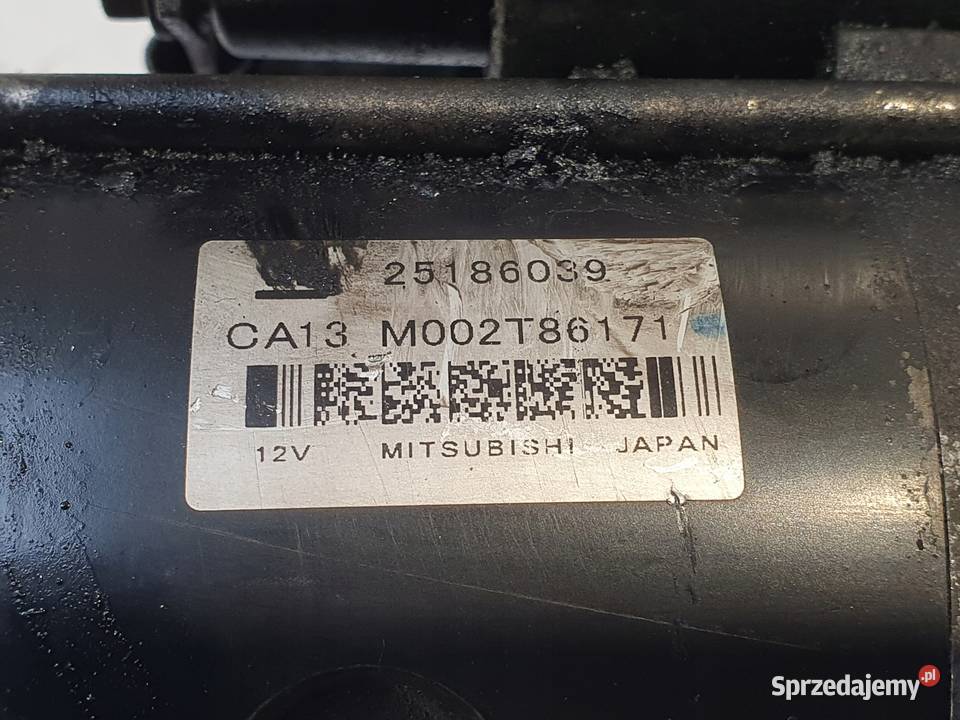 25186039
CA13 M002T86171
12V MITSUBISHI JAPAN
Sprzedajemy.pl